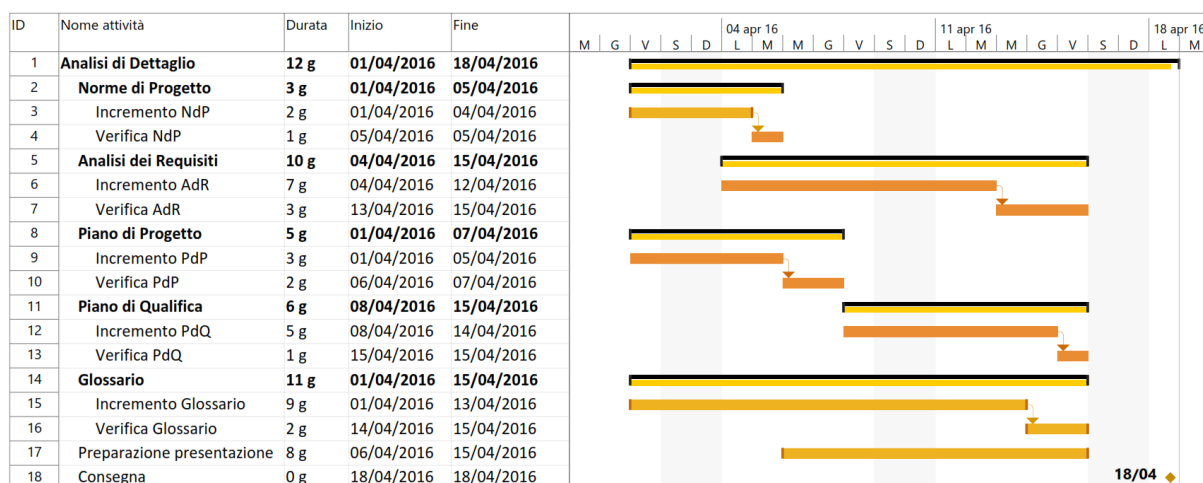 ID Nome attività Durata Inizio Fine 04 apr 16 11 apr 16 18 apr 16
M G V S D L M M G V S D L M M G V S D L M
1 Analisi di Dettaglio 12 g 01/04/2016 18/04/2016
2 Norme di Progetto 3 g 01/04/2016 05/04/2016
3 Incremento NdP 2 g 01/04/2016 04/04/2016
4 Verifica NdP 1 g 05/04/2016 05/04/2016
5 Analisi dei Requisiti 10 g 04/04/2016 15/04/2016
6 Incremento AdR 7 g 04/04/2016 12/04/2016
7 Verifica AdR 3 g 13/04/2016 15/04/2016
8 Piano di Progetto 5 g 01/04/2016 07/04/2016
9 Incremento PdP 3 g 01/04/2016 05/04/2016
10 Verifica PdP 2 g 06/04/2016 07/04/2016
11 Piano di Qualifica 6 g 08/04/2016 15/04/2016
12 Incremento PdQ 5 g 08/04/2016 14/04/2016
13 Verifica PdQ 1 g 15/04/2016 15/04/2016
14 Glossario 11 g 01/04/2016 15/04/2016
15 Incremento Glossario 9 g 01/04/2016 13/04/2016
16 Verifica Glossario 2 g 14/04/2016 15/04/2016
17 Preparazione presentazione 8 g 06/04/2016 15/04/2016
18 Consegna 0 g 18/04/2016 18/04/2016 18/04